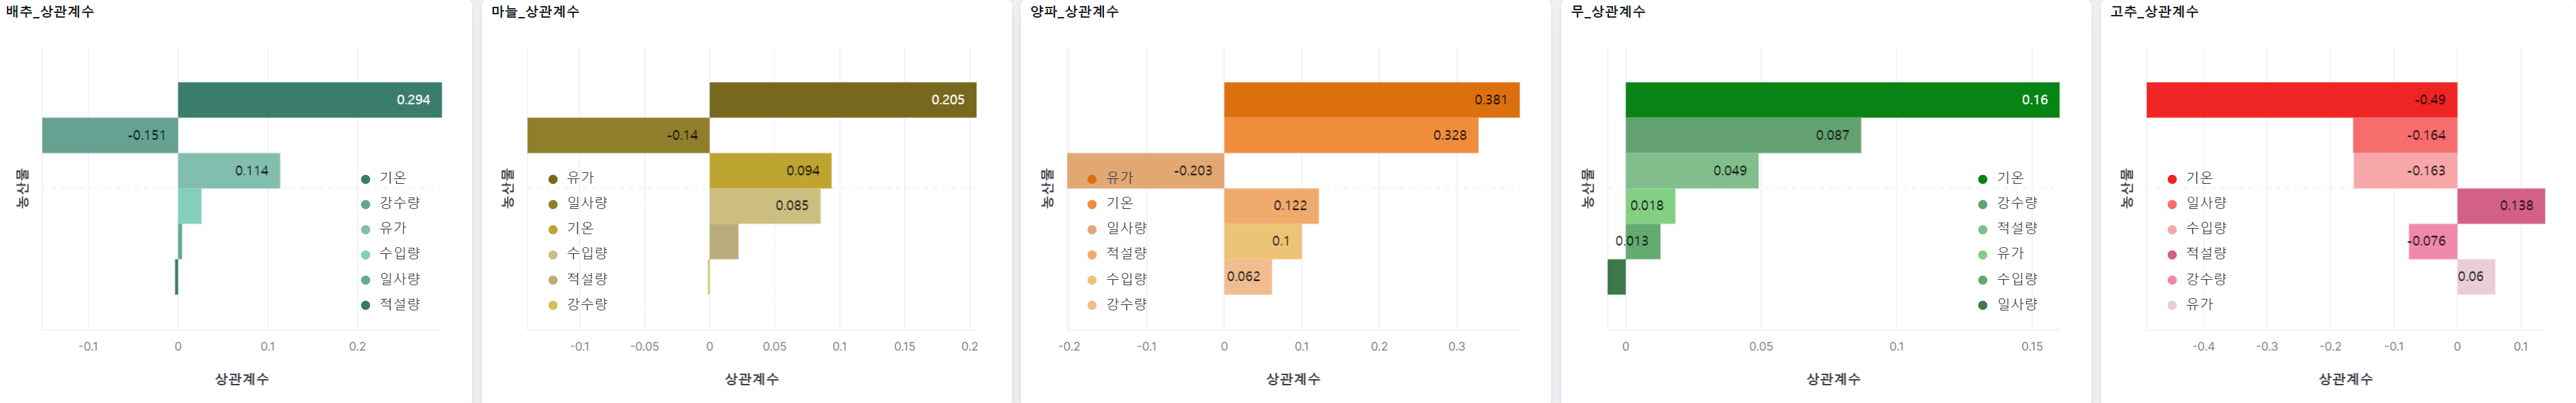 배추_상관계수
0.294
-0.151
0.114
농산물
기온
강수량
유가
수입량
일사량
적설량
-0.1
0
0.1
0.2
상관계수
마늘_상관계수
0.205
-0.14
0.094
0.085
농산물
유가
일사량
기온
수입량
적설량
강수량
-0.1
-0.05
0
0.05
0.1
0.15
0.2
상관계수
양파_상관계수
0.381
0.328
-0.203
0.122
0.1
0.062
농산물
유가
기온
일사량
적설량
수입량
강수량
-0.2
-0.1
0
0.1
0.2
0.3
상관계수
무_상관계수
0.16
0.087
0.049
0.018
0.013
농산물
기온
강수량
적설량
유가
수입량
일사량
0
0.05
0.1
0.15
상관계수
고추_상관계수
-0.49
-0.164
-0.163
0.138
-0.076
0.06
농산물
기온
일사량
수입량
적설량
강수량
유가
-0.4
-0.3
-0.2
-0.1
0
0.1
상관계수